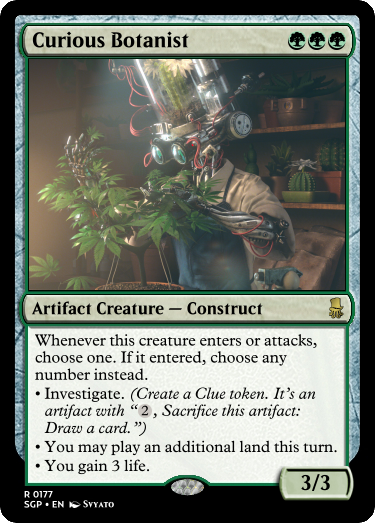 Curious Botanist
Artifact Creature — Construct
Whenever this creature enters or attacks,
choose one. If it entered, choose any
number instead.
• Investigate. (Create a Clue token. It's an
artifact with “2, Sacrifice this artifact:
Draw a card.”)
• You may play an additional land this turn.
• You gain 3 life.
3/3
R 0177
SGP • EN Svyato